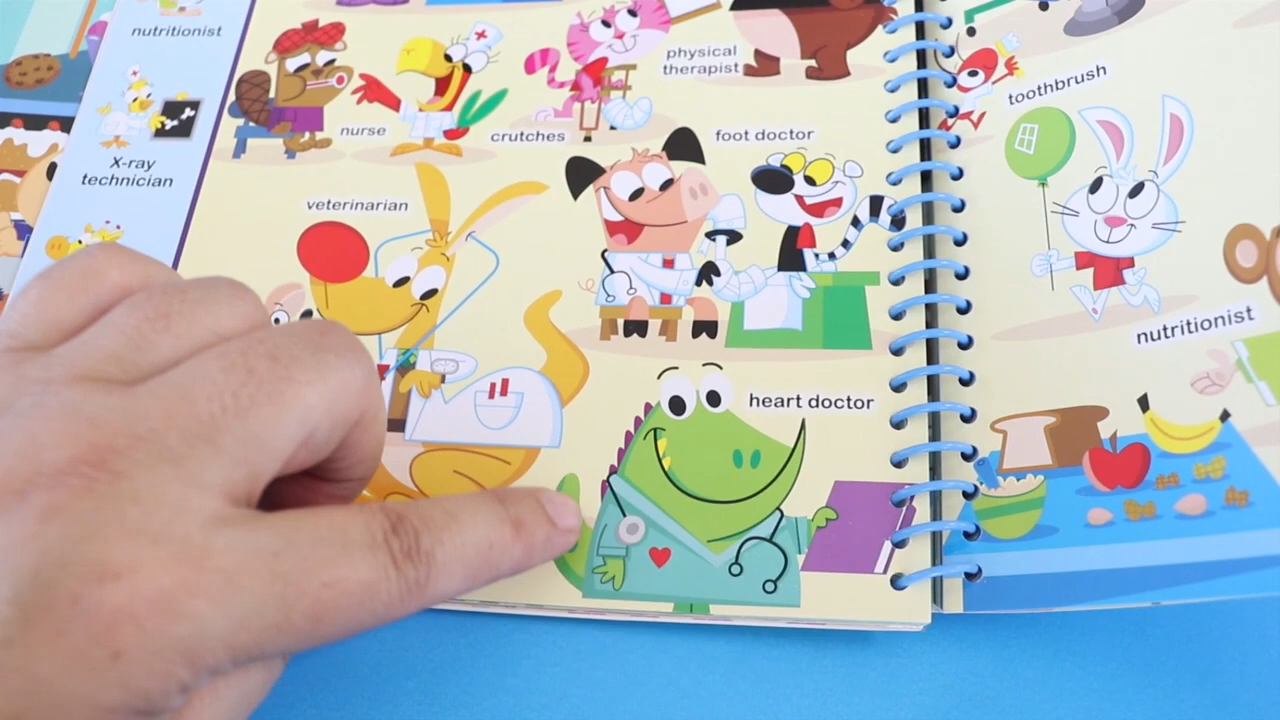 nutritionist
X-ray
technician
nurse
crutches
physical
therapist
foot doctor
veterinarian
heart doctor
toothbrush
nutritionist